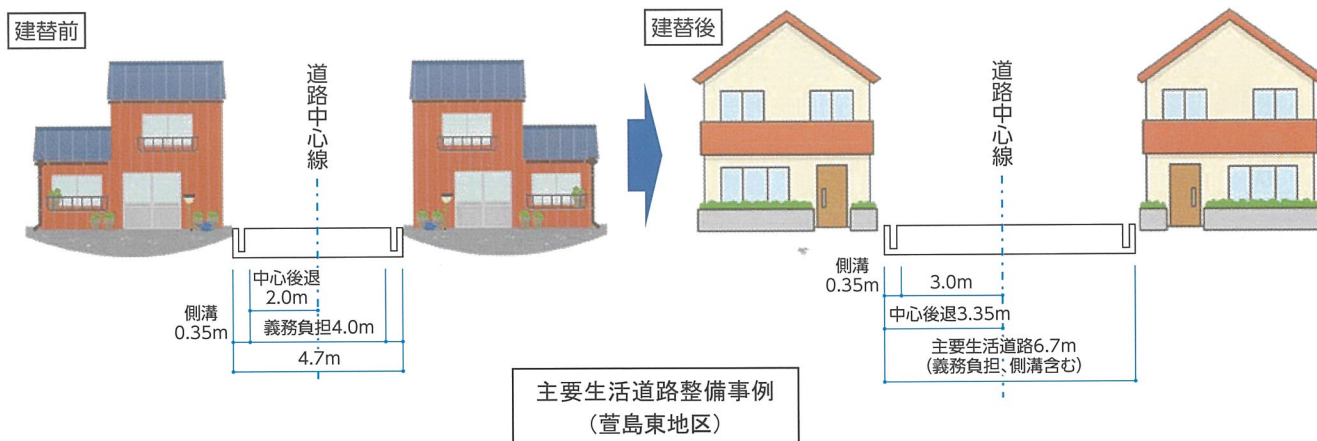 建替前
道路中心線
中心後退
2.0m
側溝
0.35m
義務負担4.0m
4.7m
建替後
道路中心線
側溝
0.35m
3.0m
中心後退3.35m
主要生活道路6.7m
(義務負担、側溝含む)
主要生活道路整備事例
(萱島東地区)